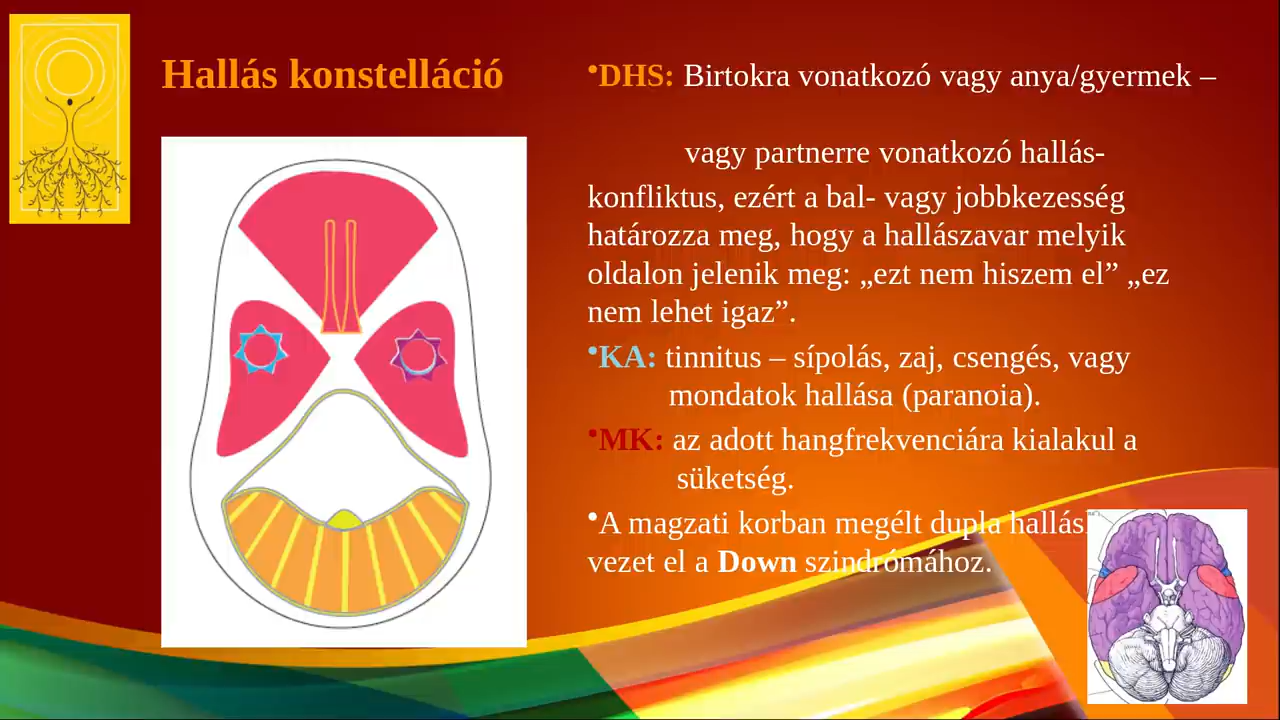 Hallás konstelláció
•DHS: Birtokra vonatkozó vagy anya/gyermek –
vagy partnerre vonatkozó hallás-
konfliktus, ezért a bal- vagy jobbkezesség
határozza meg, hogy a hallászavar melyik
oldalon jelenik meg: „ezt nem hiszem el” „ez
nem lehet igaz”.
•KA: tinnitus – sípolás, zaj, csengés, vagy
mondatok hallása (paranoia).
•MK: az adott hangfrekvenciára kialakul a
süketség.
•A magzati korban megélt dupla
vezet el a Down szindrómához.